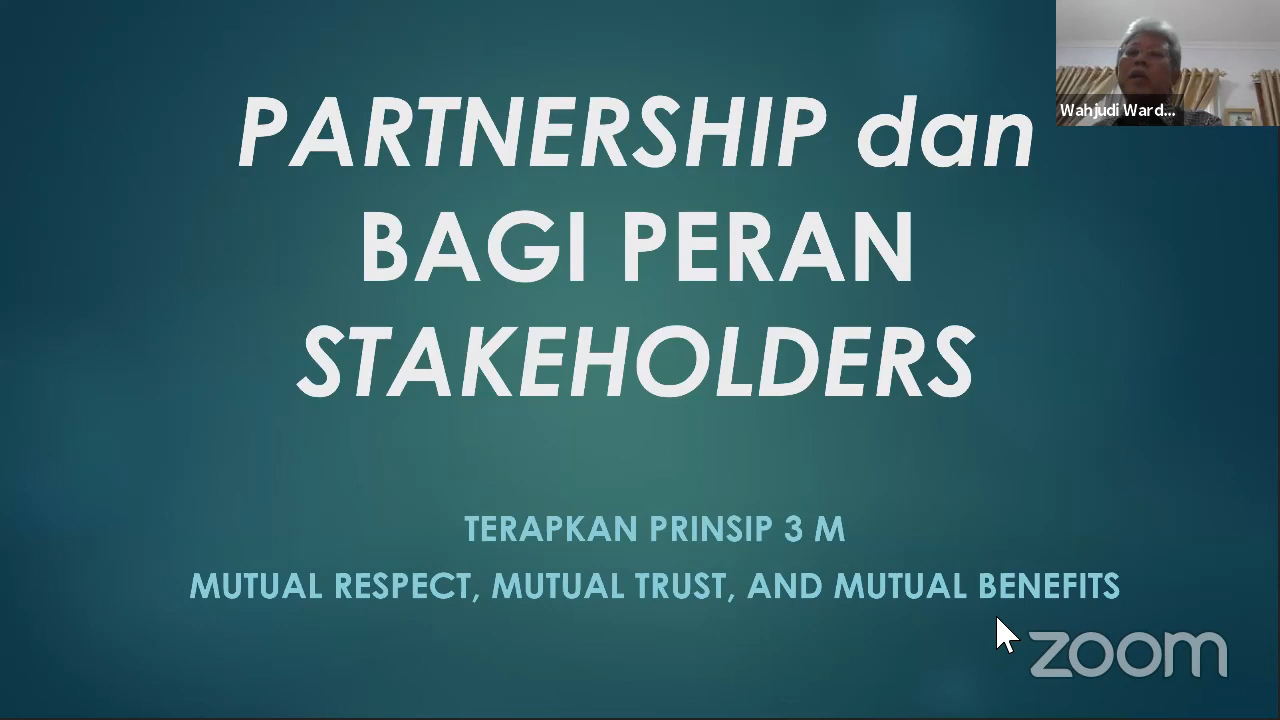 PARTNERSHIP dan
BAGI PERAN
STAKEHOLDERS
TERAPKAN PRINSIP 3 M
MUTUAL RESPECT, MUTUAL TRUST, AND MUTUAL BENEFITS
Wahjudi Ward...
zoom